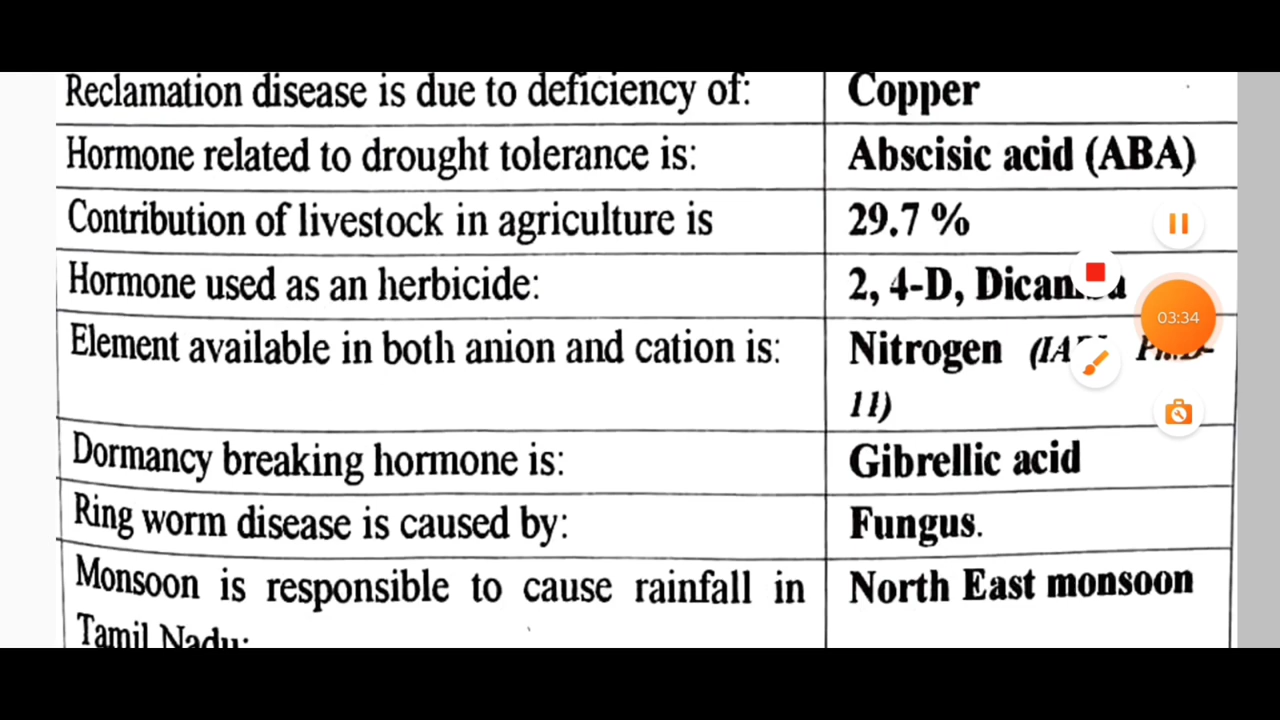 Reclamation disease is due to deficiency of: Copper
Hormone related to drought tolerance is: Abscisic acid (ABA)
Contribution of livestock in agriculture is 29.7 %
Hormone used as an herbicide: 2, 4-D,
Element available in both anion and cation is: Nitrogen
11)
Dormancy breaking hormone is: Gibrellic acid
Ring worm disease is caused by: Fungus.
Monsoon is responsible to cause rainfall in North East monsoon
Tamil Nadu:
03:34